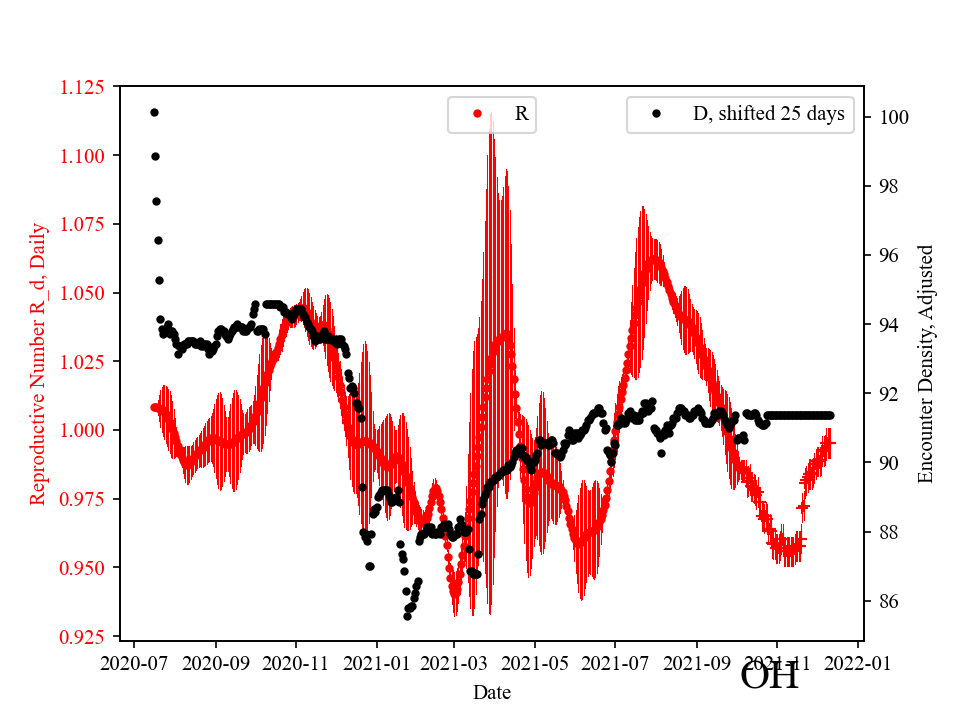 R
D, shifted 25 days
1.125
1.100
1.075
1.050
1.025
1.000
0.975
0.950
0.925
Reproductive Number R_d, Daily
100
98
96
94
92
90
88
86
Encounter Density, Adjusted
2020-07 2020-09 2020-11 2021-01 2021-03 2021-05 2021-07 2021-09 2021-11 2022-01
Date
OH